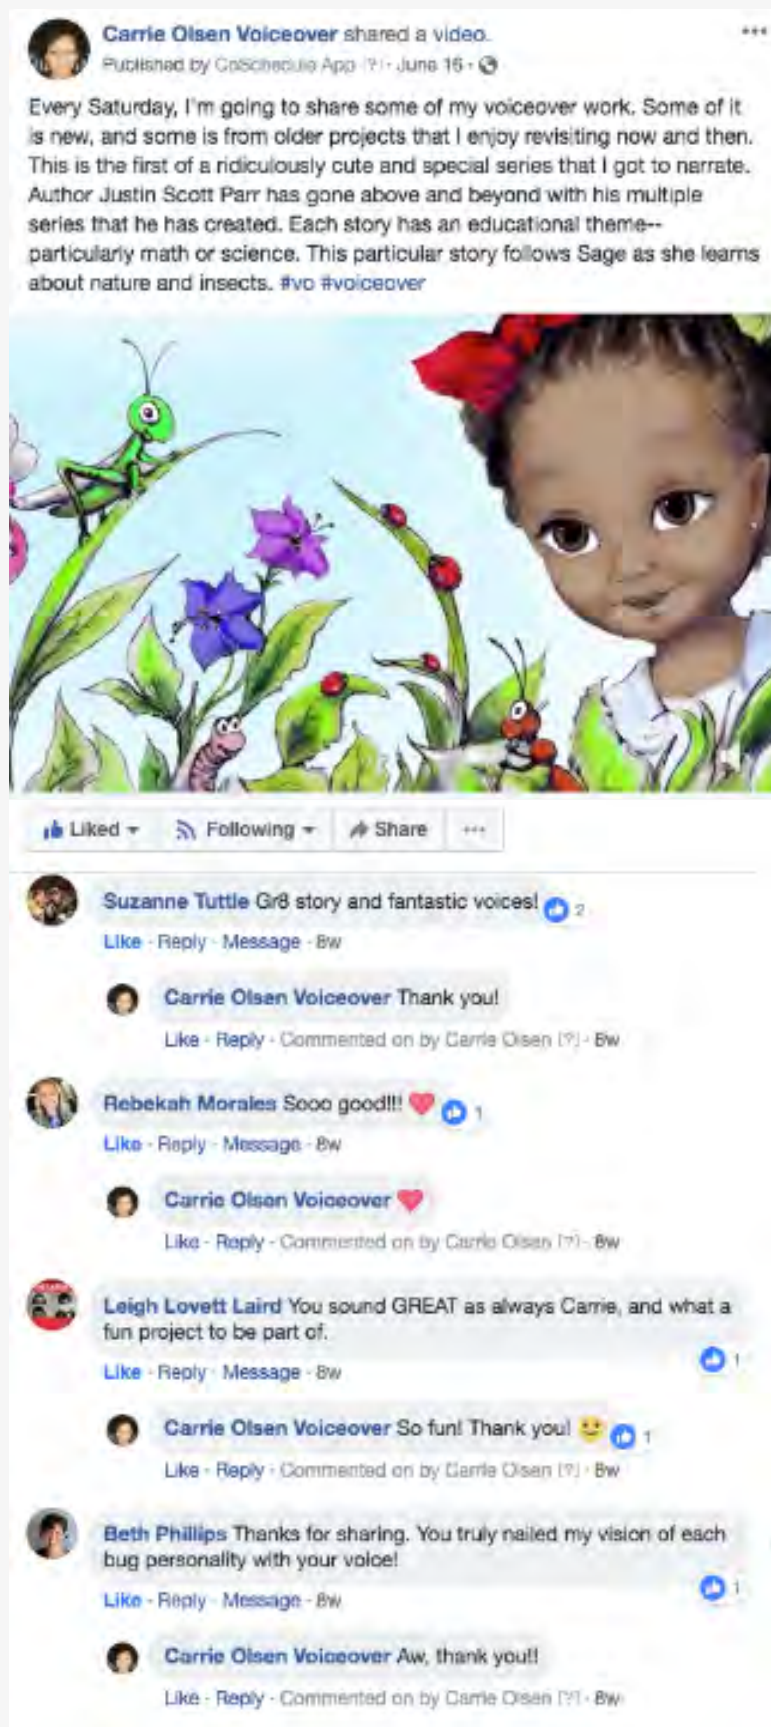 Carrie Olsen Voiceover shared a video.
Published by CoSchedule App [?] · June 16 ·
Every Saturday, I'm going to share some of my voiceover work. Some of it
is new, and some is from older projects that I enjoy revisiting now and then.
This is the first of a ridiculously cute and special series that I got to narrate.
Author Justin Scott Parr has gone above and beyond with his multiple
series that he has created. Each story has an educational theme--
particularly math or science. This particular story follows Sage as she learns
about nature and insects. #vo #voiceover
Liked Following Share
Suzanne Tuttle Gr8 story and fantastic voices! 2
Like · Reply · Message · 8w
Carrie Olsen Voiceover Thank you!
Like · Reply · Commented on by Carrie Olsen [?] · 8w
Rebekah Morales Sooo good!!! ❤ 1
Like · Reply · Message · 8w
Carrie Olsen Voiceover ❤
Like · Reply · Commented on by Carrie Olsen [?] · 8w
Leigh Lovett Laird You sound GREAT as always Carrie, and what a
fun project to be part of.
1
Like · Reply · Message · 8w
Carrie Olsen Voiceover So fun! Thank you! 🙂 1
Like · Reply · Commented on by Carrie Olsen [?] · 8w
Beth Phillips Thanks for sharing. You truly nailed my vision of each
bug personality with your voice!
1
Like · Reply · Message · 8w
Carrie Olsen Voiceover Aw, thank you!!
Like · Reply · Commented on by Carrie Olsen [?] · 8w